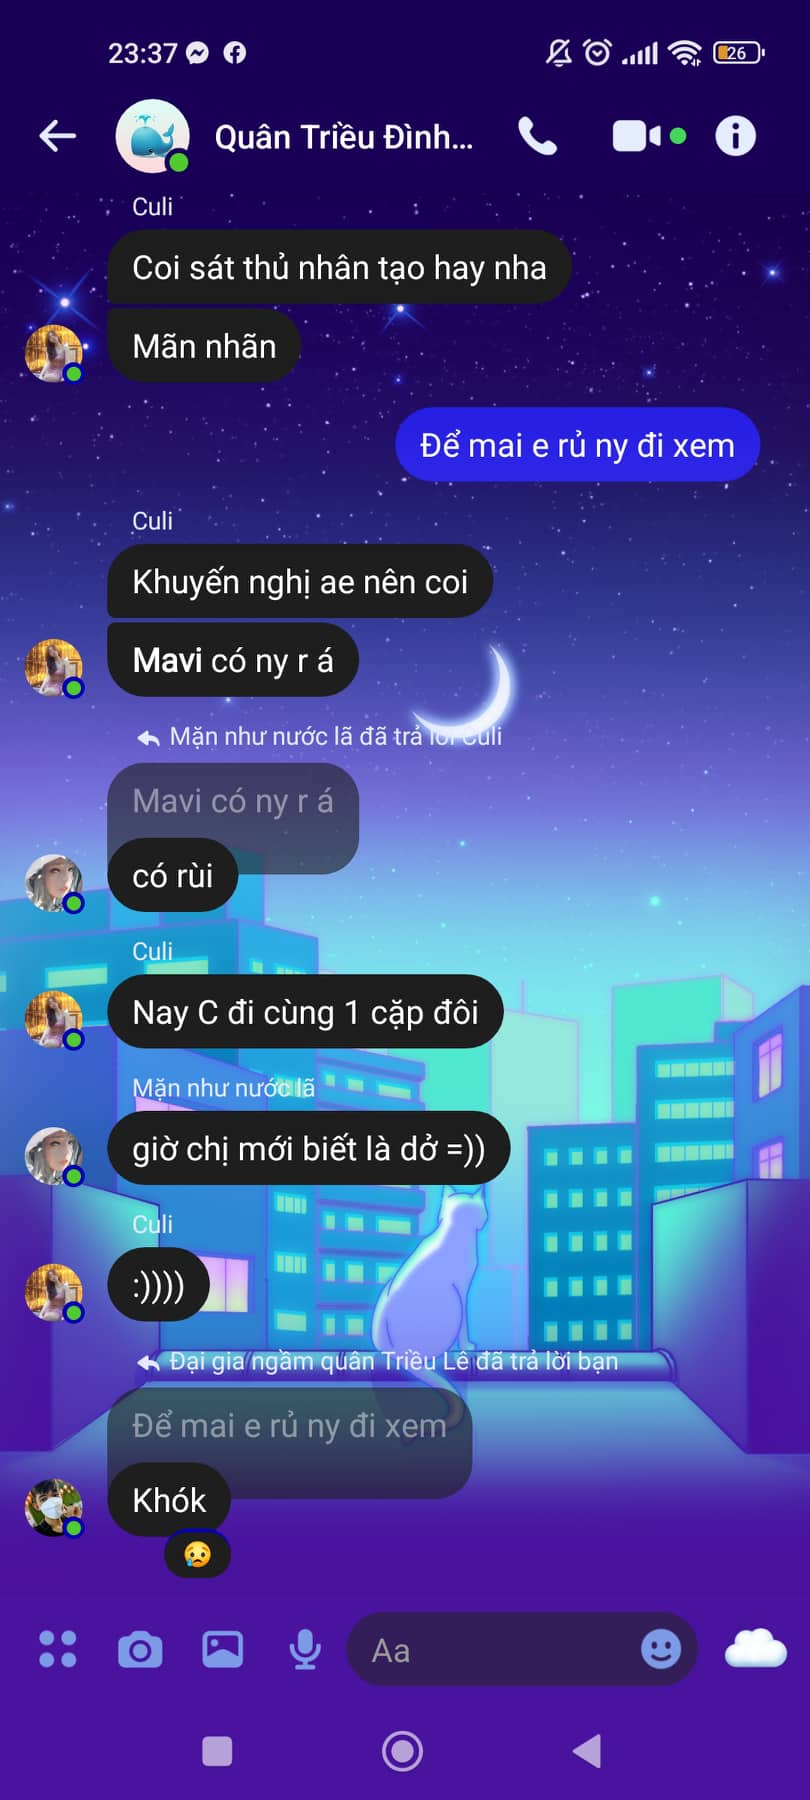 23:37
26
Quân Triều Đình...
Culi
Coi sát thủ nhân tạo hay nha
Mãn nhãn
Để mai e rủ ny đi xem
Culi
Khuyến nghị ae nên coi
Mavi có ny r á
Mặn như nước lã đã trả lời Culi
Mavi có ny r á
có rùi
Culi
Nay C đi cùng 1 cặp đôi
Mặn như nước lã
giờ chị mới biết là dở =))
Culi
:))))
Đại gia ngầm quân Triều Lê đã trả lời bạn
Để mai e rủ ny đi xem
Khók
Aa